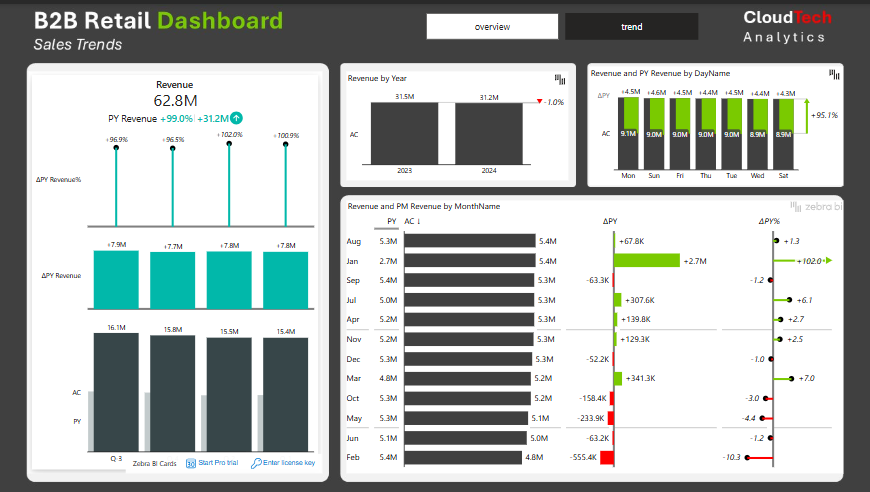 B2B Retail Dashboard
Sales Trends
overview
trend
CloudTech
Analytics
Revenue
62.8M
PY Revenue +99.0% +31.2M
+96.9% +96.5% +102.0% +100.9%
ΔPY Revenue%
+7.9M +7.7M +7.8M +7.8M
ΔPY Revenue
16.1M 15.8M 15.5M 15.4M
AC
PY
Q-3
Zebra BI Cards
30 Start Pro trial
Enter license key
Revenue by Year
31.5M 31.2M -1.0%
AC
2023 2024
Revenue and PY Revenue by DayName
ΔPY +4.5M +4.6M +4.5M +4.4M +4.5M +4.4M +4.3M
+95.1%
AC 9.1M 9.0M 9.0M 9.0M 9.0M 8.9M 8.9M
Mon Sun Fri Thu Tue Wed Sat
Revenue and PM Revenue by MonthName
zebra bi
PY AC ↓ ΔPY ΔPY%
Aug 5.3M 5.4M +67.8K +1.3
Jan 2.7M 5.4M +2.7M +102.0
Sep 5.4M 5.3M -63.3K -1.2
Jul 5.0M 5.3M +307.6K +6.1
Apr 5.2M 5.3M +139.8K +2.7
Nov 5.2M 5.3M +129.3K +2.5
Dec 5.3M 5.3M -52.2K -1.0
Mar 4.8M 5.2M +341.3K +7.0
Oct 5.3M 5.2M -158.4K -3.0
May 5.3M 5.1M -233.9K -4.4
Jun 5.1M 5.0M -63.2K -1.2
Feb 5.4M 4.8M -555.4K -10.3